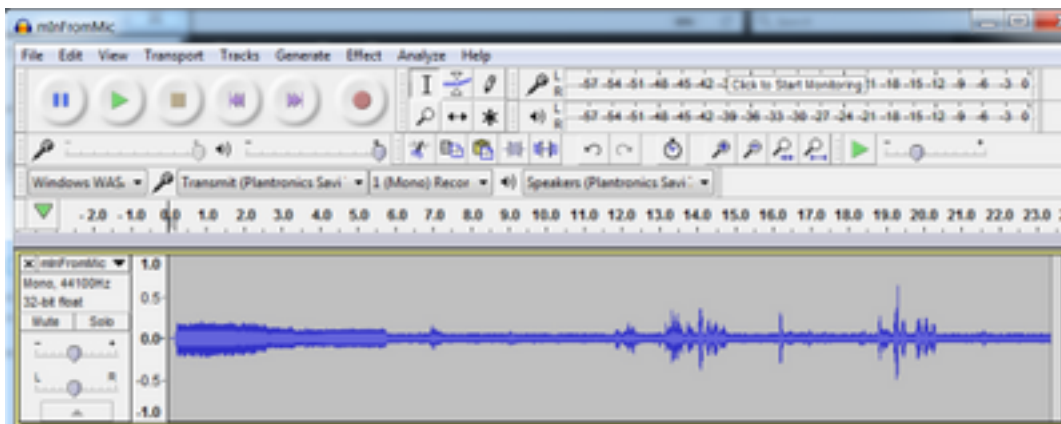 mInFromMic
File Edit View Transport Tracks Generate Effect Analyze Help
L
R
-57 -54 -51 -48 -45 -42 -3 Click to Start Monitoring 1 -18 -15 -12 -9 -6 -3 0
L
R
-57 -54 -51 -48 -45 -42 -39 -36 -33 -30 -27 -24 -21 -18 -15 -12 -9 -6 -3 0
Windows WAS Transmit (Plantronics Savi 1 (Mono) Recor Speakers (Plantronics Savi
-2.0 -1.0 0.0 1.0 2.0 3.0 4.0 5.0 6.0 7.0 8.0 9.0 10.0 11.0 12.0 13.0 14.0 15.0 16.0 17.0 18.0 19.0 20.0 21.0 22.0 23.0
X mInFromMic 1.0
Mono, 44100Hz
32-bit float
0.5
Mute Solo
0.0
- +
L R
-0.5
-1.0